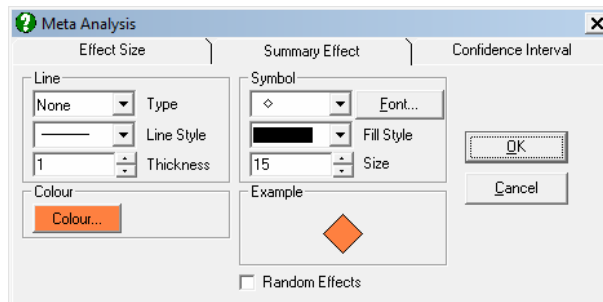 Meta Analysis
Effect Size Summary Effect Confidence Interval
Line
None Type
Line Style
1 Thickness
Symbol
Font...
Fill Style
15 Size
OK
Cancel
Colour
Colour...
Example
Random Effects